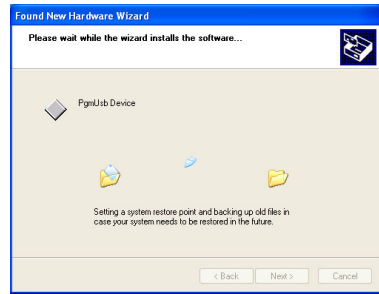 Found New Hardware Wizard
Please wait while the wizard installs the software...
PgmUsb Device
Setting a system restore point and backing up old files in
case your system needs to be restored in the future.
< Back
Next >
Cancel